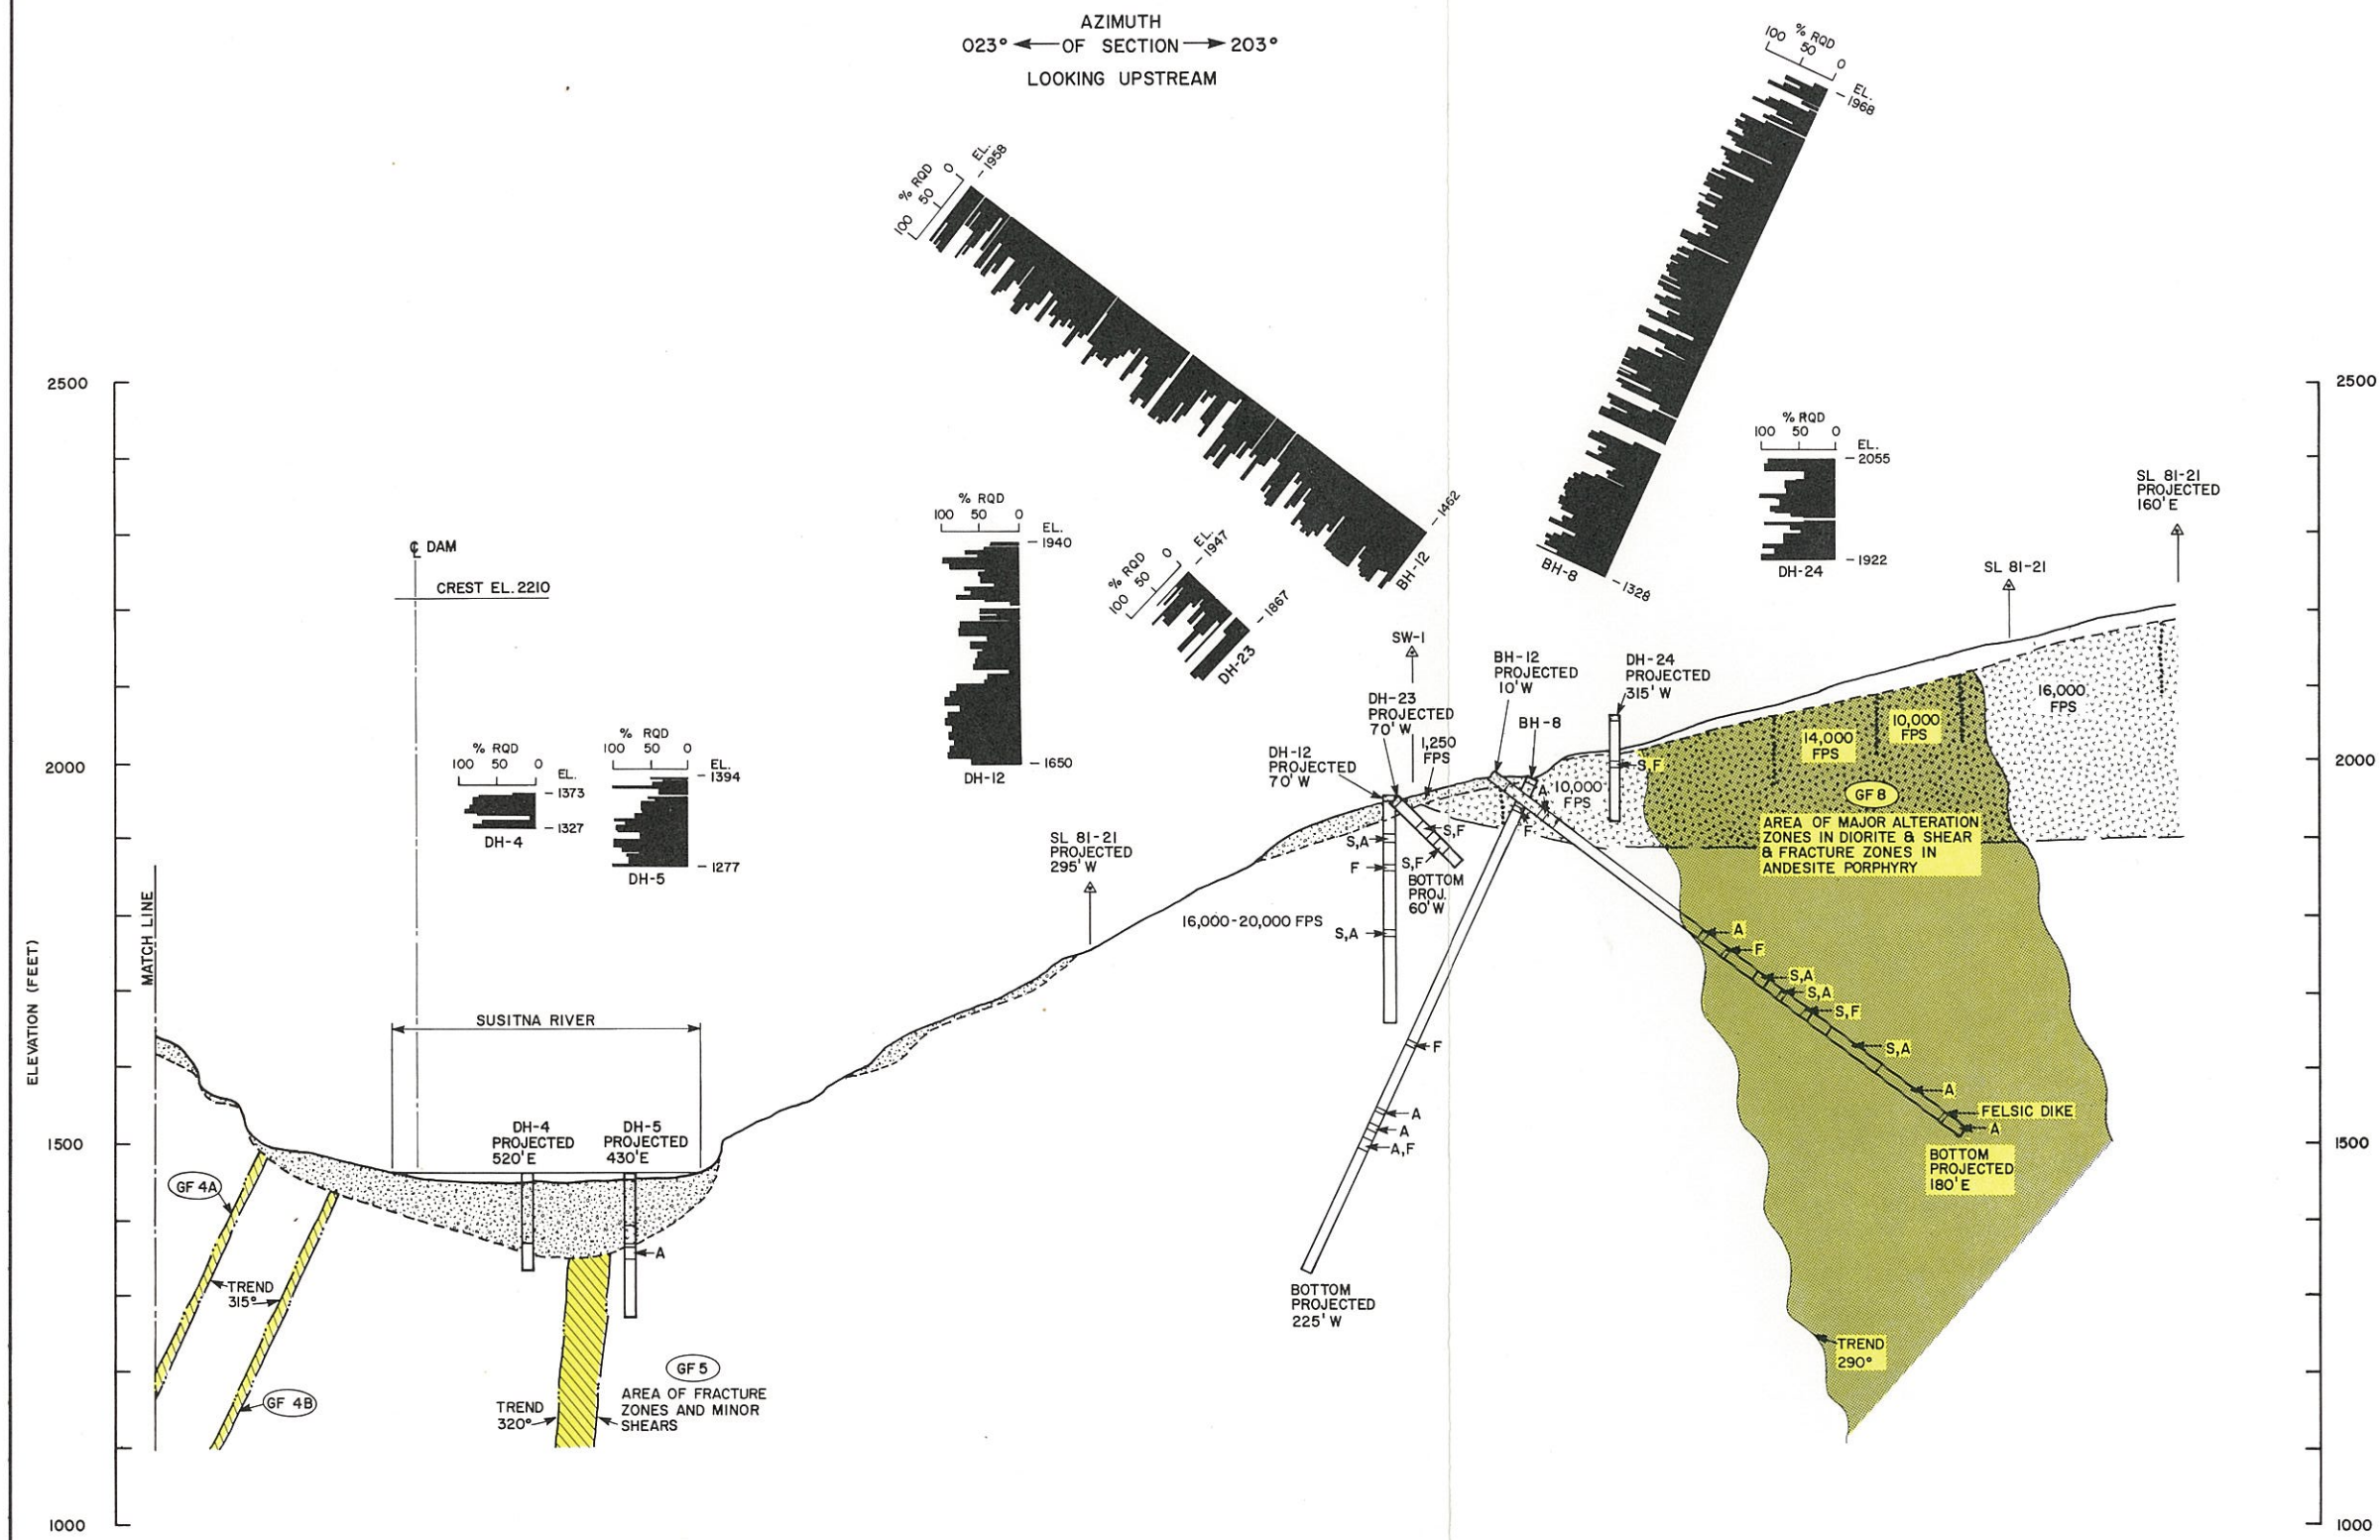 AZIMUTH
023° ← OF SECTION → 203°
LOOKING UPSTREAM
% RQD
100 50 0
EL.
1968
BH-8
1328
% RQD
100 50 0
EL.
1958
1462
BH-12
% RQD
100 50 0
EL.
2055
1922
DH-24
% RQD
100 50 0
EL.
1940
1650
DH-12
% RQD
100 50 0
EL.
1947
1867
DH-23
% RQD
100 50 0
EL.
1373
1327
DH-4
% RQD
100 50 0
EL.
1394
1277
DH-5
2500
2000
1500
1000
ELEVATION (FEET)
2500
2000
1500
1000
MATCH LINE
℄ DAM
CREST EL. 2210
SUSITNA RIVER
DH-4
PROJECTED
520' E
DH-5
PROJECTED
430' E
A
GF 4A
TREND
315°
GF 4B
TREND
320°
GF 5
AREA OF FRACTURE
ZONES AND MINOR
SHEARS
SL 81-21
PROJECTED
295' W
16,000-20,000 FPS
DH-12
PROJECTED
70' W
S,A
F
S,A
DH-23
PROJECTED
70' W
S,F
S,F
BOTTOM
PROJ.
60' W
SW-1
1,250
FPS
BH-12
PROJECTED
10' W
BH-8
A
F
10,000
FPS
F
A
A
A,F
BOTTOM
PROJECTED
225' W
DH-24
PROJECTED
315' W
S,F
14,000
FPS
10,000
FPS
16,000
FPS
SL 81-21
SL 81-21
PROJECTED
160' E
GF 8
AREA OF MAJOR ALTERATION
ZONES IN DIORITE & SHEAR
& FRACTURE ZONES IN
ANDESITE PORPHYRY
A
F
S,A
S,A
S,F
S,A
A
FELSIC DIKE
A
BOTTOM
PROJECTED
180' E
TREND
290°